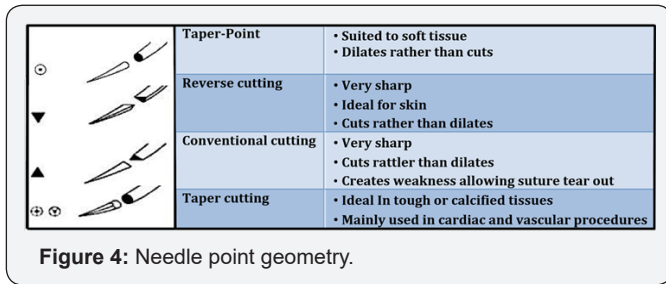 Taper-Point
• Suited to soft tissue
• Dilates rather than cuts
Reverse cutting
• Very sharp
• Ideal for skin
• Cuts rather than dilates
Conventional cutting
• Very sharp
• Cuts rattler than dilates
• Creates weakness allowing suture tear out
Taper cutting
• Ideal In tough or calcified tissues
• Mainly used in cardiac and vascular procedures
Figure 4: Needle point geometry.